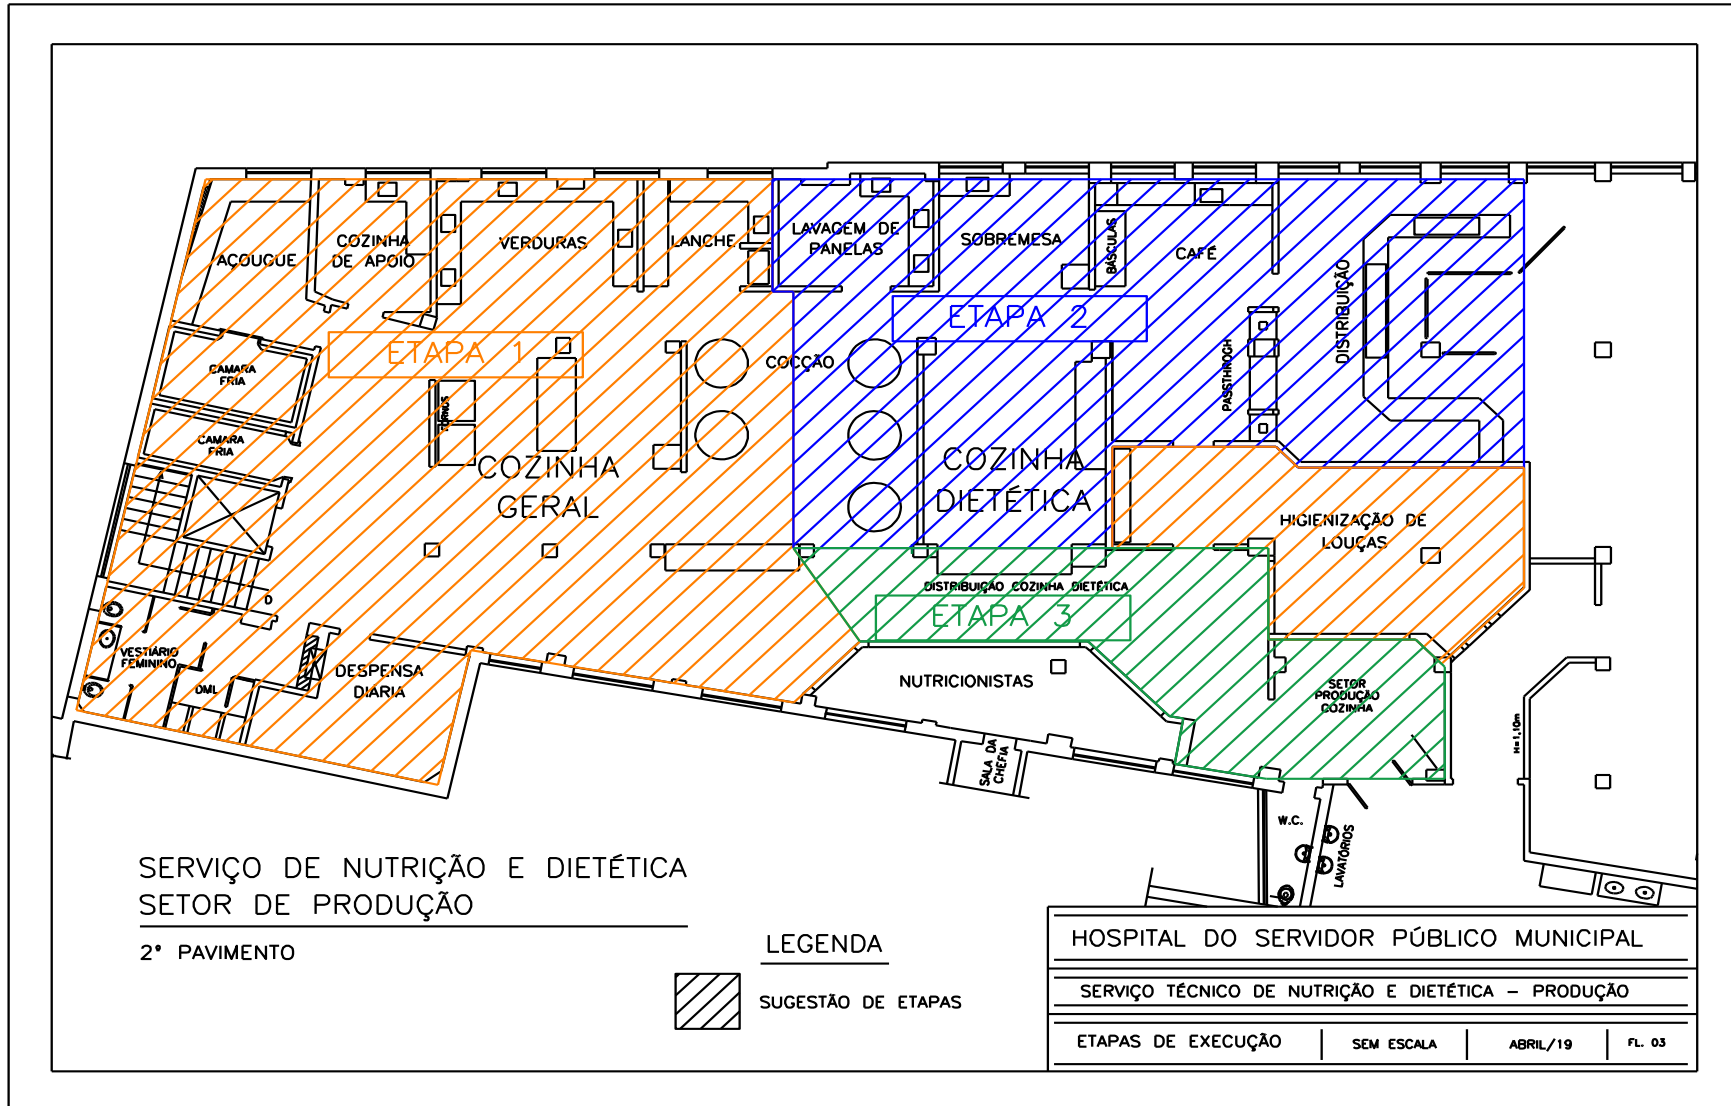 LAVAGEM DE
PANELAS
SOBREMESA
BÁSCULAS
CAFÉ
AÇOUGUE
COZINHA
DE APOIO
VERDURAS
LANCHE
DISTRIBUIÇÃO
ETAPA 1
ETAPA 2
COCÇÃO
PASSTHROGH
CAMARA
FRIA
FORNOS
CAMARA
FRIA
COZINHA
GERAL
COZINHA
DIETÉTICA
HIGIENIZAÇÃO DE
LOUÇAS
DISTRIBUIÇÃO COZINHA DIETÉTICA
ETAPA 3
D
VESTIÁRIO
FEMININO
DML
DESPENSA
DIARIA
NUTRICIONISTAS
SETOR
PRODUÇÃO
COZINHA
H=1,10m
SALA DA
CHEFIA
W.C.
LAVATÓRIOS
SERVIÇO DE NUTRIÇÃO E DIETÉTICA
SETOR DE PRODUÇÃO
2° PAVIMENTO
LEGENDA
SUGESTÃO DE ETAPAS
HOSPITAL DO SERVIDOR PÚBLICO MUNICIPAL
SERVIÇO TÉCNICO DE NUTRIÇÃO E DIETÉTICA – PRODUÇÃO
ETAPAS DE EXECUÇÃO
SEM ESCALA
ABRIL/19
FL. 03